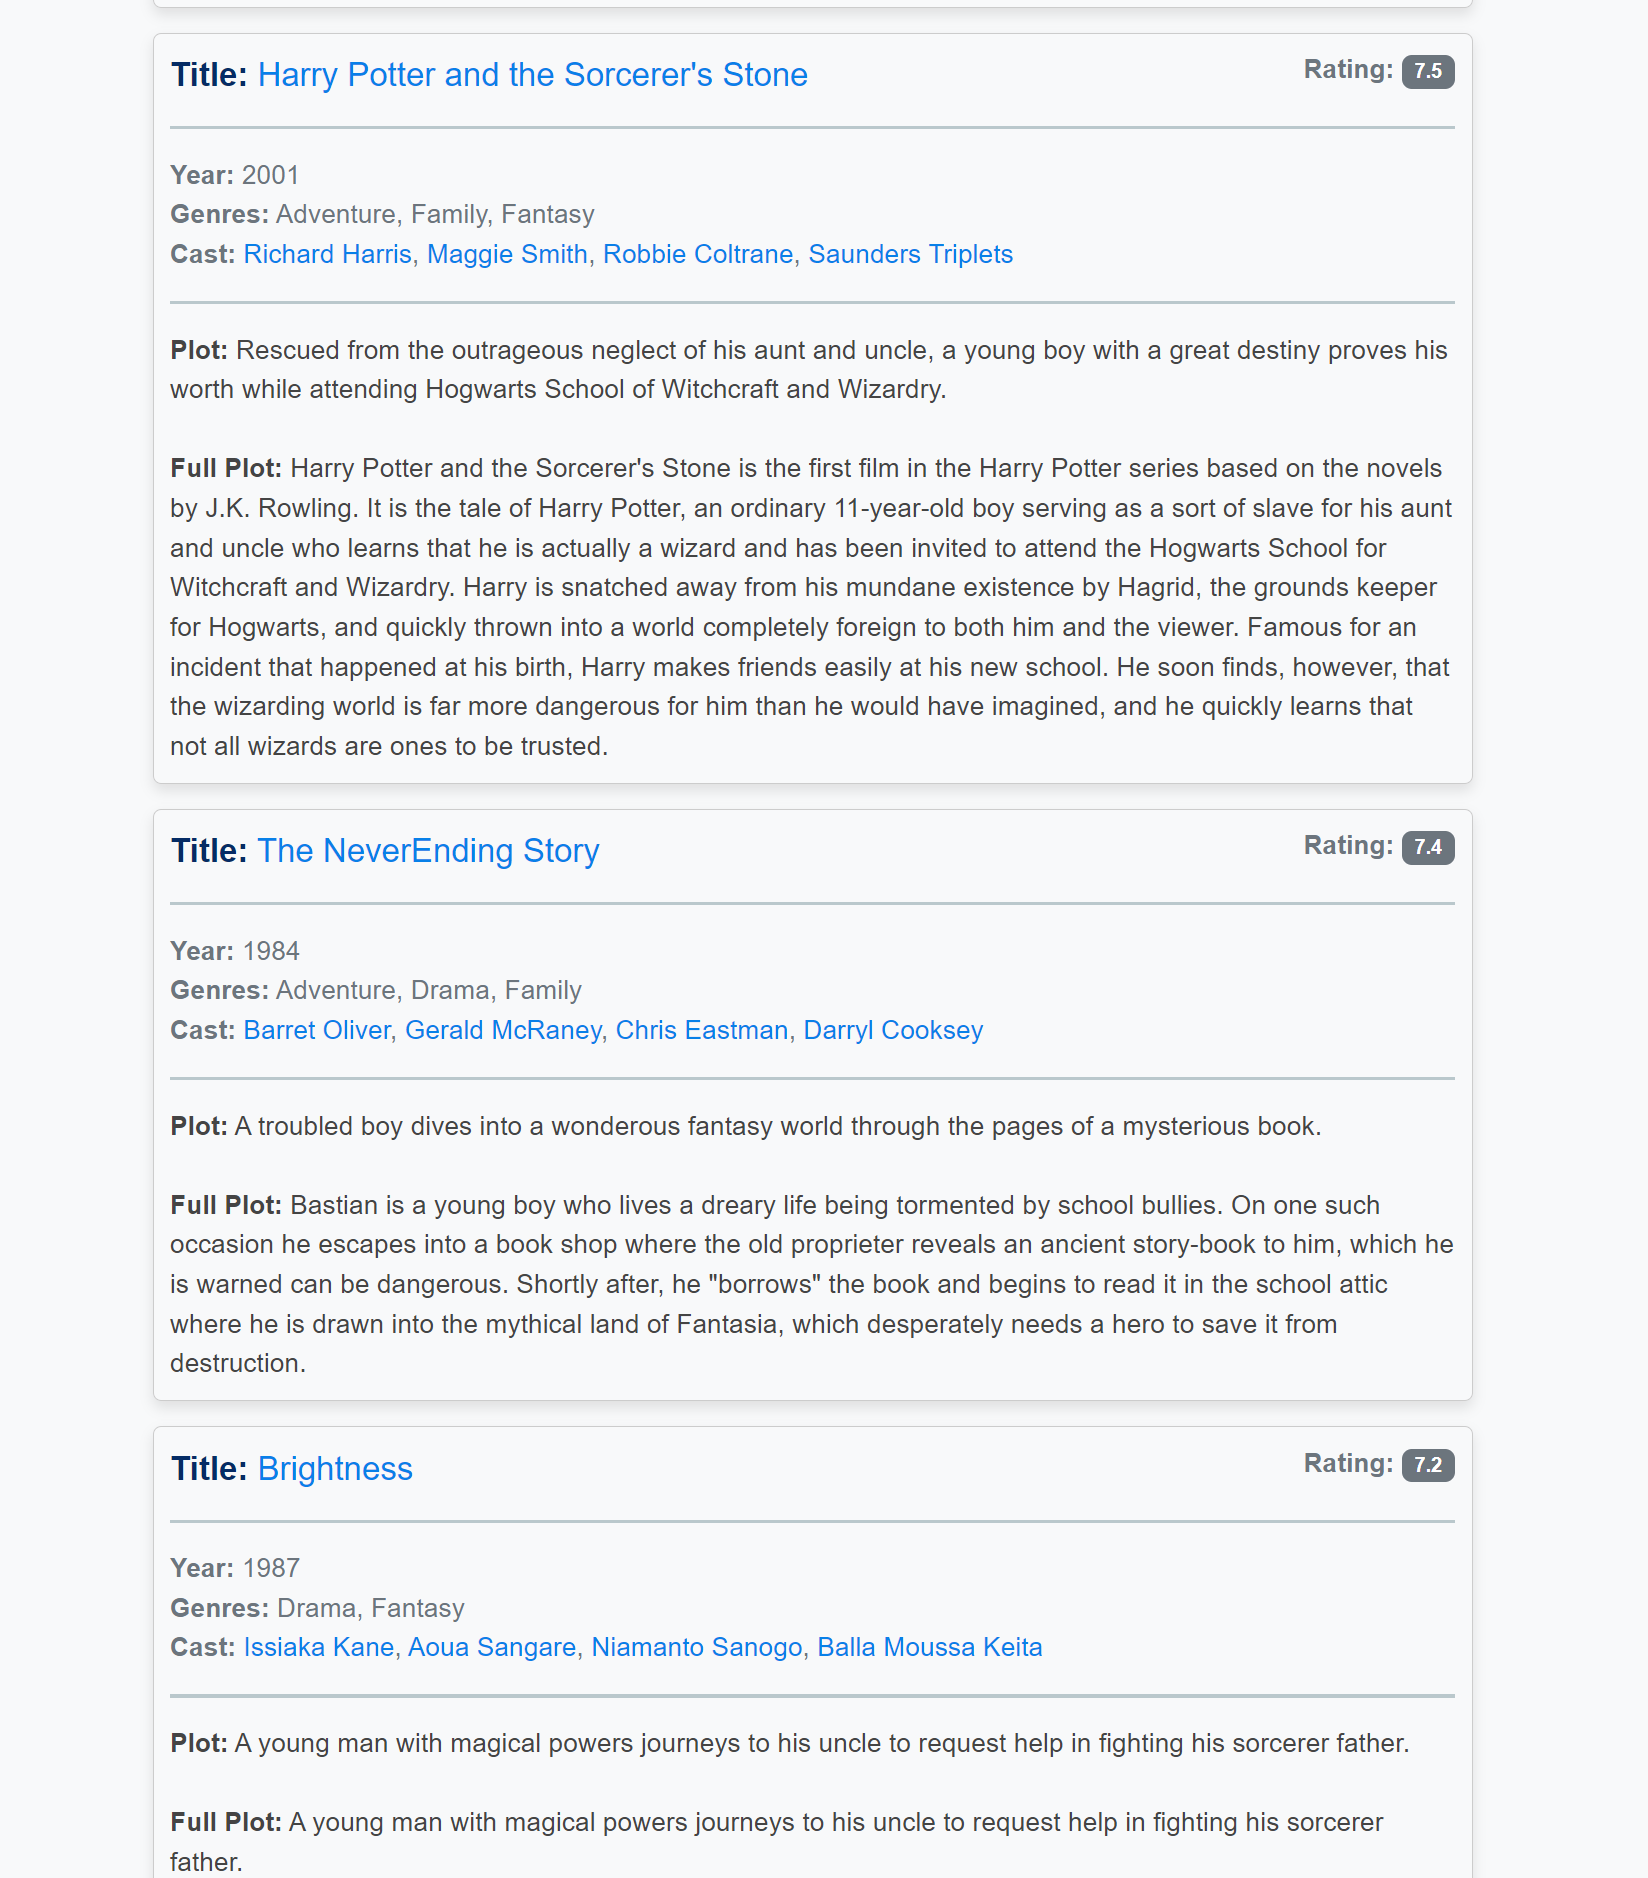 Title: Harry Potter and the Sorcerer's Stone
Rating: 7.5
Year: 2001
Genres: Adventure, Family, Fantasy
Cast: Richard Harris, Maggie Smith, Robbie Coltrane, Saunders Triplets
Plot: Rescued from the outrageous neglect of his aunt and uncle, a young boy with a great destiny proves his
worth while attending Hogwarts School of Witchcraft and Wizardry.
Full Plot: Harry Potter and the Sorcerer's Stone is the first film in the Harry Potter series based on the novels
by J.K. Rowling. It is the tale of Harry Potter, an ordinary 11-year-old boy serving as a sort of slave for his aunt
and uncle who learns that he is actually a wizard and has been invited to attend the Hogwarts School for
Witchcraft and Wizardry. Harry is snatched away from his mundane existence by Hagrid, the grounds keeper
for Hogwarts, and quickly thrown into a world completely foreign to both him and the viewer. Famous for an
incident that happened at his birth, Harry makes friends easily at his new school. He soon finds, however, that
the wizarding world is far more dangerous for him than he would have imagined, and he quickly learns that
not all wizards are ones to be trusted.
Title: The NeverEnding Story
Rating: 7.4
Year: 1984
Genres: Adventure, Drama, Family
Cast: Barret Oliver, Gerald McRaney, Chris Eastman, Darryl Cooksey
Plot: A troubled boy dives into a wonderous fantasy world through the pages of a mysterious book.
Full Plot: Bastian is a young boy who lives a dreary life being tormented by school bullies. On one such
occasion he escapes into a book shop where the old proprieter reveals an ancient story-book to him, which he
is warned can be dangerous. Shortly after, he "borrows" the book and begins to read it in the school attic
where he is drawn into the mythical land of Fantasia, which desperately needs a hero to save it from
destruction.
Title: Brightness
Rating: 7.2
Year: 1987
Genres: Drama, Fantasy
Cast: Issiaka Kane, Aoua Sangare, Niamanto Sanogo, Balla Moussa Keita
Plot: A young man with magical powers journeys to his uncle to request help in fighting his sorcerer father.
Full Plot: A young man with magical powers journeys to his uncle to request help in fighting his sorcerer
father.